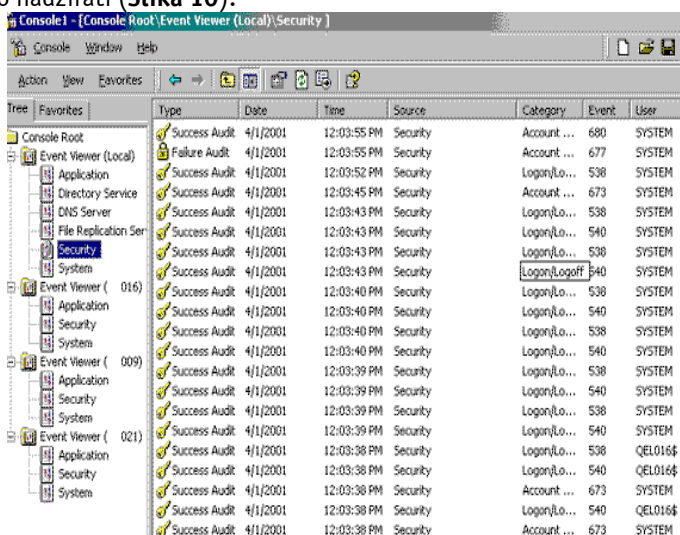 nadzirati (Slika 10).
Console1 - [Console Root\Event Viewer (Local)\Security ]
Console Window Help
Action View Favorites
Tree Favorites
Type Date Time Source Category Event User
Console Root
Event Viewer (Local)
Application
Directory Service
DNS Server
File Replication Ser
Security
System
Event Viewer ( 016)
Application
Security
System
Event Viewer ( 009)
Application
Security
System
Event Viewer ( 021)
Application
Security
System
Success Audit 4/1/2001 12:03:55 PM Security Account ... 680 SYSTEM
Failure Audit 4/1/2001 12:03:55 PM Security Account ... 677 SYSTEM
Success Audit 4/1/2001 12:03:52 PM Security Logon/Lo... 538 SYSTEM
Success Audit 4/1/2001 12:03:45 PM Security Account ... 673 SYSTEM
Success Audit 4/1/2001 12:03:43 PM Security Logon/Lo... 538 SYSTEM
Success Audit 4/1/2001 12:03:43 PM Security Logon/Lo... 540 SYSTEM
Success Audit 4/1/2001 12:03:43 PM Security Logon/Lo... 538 SYSTEM
Success Audit 4/1/2001 12:03:43 PM Security Logon/Logoff 540 SYSTEM
Success Audit 4/1/2001 12:03:40 PM Security Logon/Lo... 538 SYSTEM
Success Audit 4/1/2001 12:03:40 PM Security Logon/Lo... 540 SYSTEM
Success Audit 4/1/2001 12:03:40 PM Security Logon/Lo... 538 SYSTEM
Success Audit 4/1/2001 12:03:40 PM Security Logon/Lo... 540 SYSTEM
Success Audit 4/1/2001 12:03:39 PM Security Logon/Lo... 538 SYSTEM
Success Audit 4/1/2001 12:03:39 PM Security Logon/Lo... 540 SYSTEM
Success Audit 4/1/2001 12:03:39 PM Security Logon/Lo... 538 SYSTEM
Success Audit 4/1/2001 12:03:39 PM Security Logon/Lo... 540 SYSTEM
Success Audit 4/1/2001 12:03:38 PM Security Logon/Lo... 538 QEL016$
Success Audit 4/1/2001 12:03:38 PM Security Logon/Lo... 540 QEL016$
Success Audit 4/1/2001 12:03:38 PM Security Account ... 673 SYSTEM
Success Audit 4/1/2001 12:03:38 PM Security Logon/Lo... 540 QEL016$
Success Audit 4/1/2001 12:03:38 PM Security Account ... 673 SYSTEM